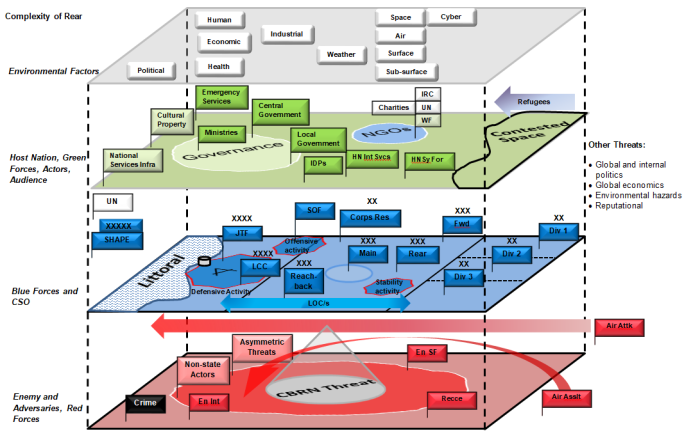 Complexity of Rear
Human
Space
Cyber
Economic
Industrial
Air
Weather
Surface
Environmental Factors
Political
Health
Sub-surface
Emergency
Services
IRC
Refugees
Cultural
Property
Central
Government
Charities
UN
WF
Ministries
Local
Government
NGOs
Contested
Space
Governance
Host Nation, Green
Forces, Actors,
Audience
National
Services Infra
IDPs
HN Int Svcs
HN Sy For
Other Threats:
Global and internal
politics
Global economics
Environmental hazards
Reputational
UN
XXXXX
SHAPE
XXXX
JTF
SOF
XX
Corps Res
XXX
Fwd
XX
Div 1
Offensive
activity
XXXX
LCC
XXX
Main
XXX
Rear
XX
Div 2
Littoral
A
XXX
Reach
back
XX
Div 3
Defensive Activity
Stability
activity
Blue Forces and
CSO
LOC/s
Air Attk
Asymmetric
Threats
En SF
Non-state
Actors
CBRN Threat
Enemy and
Adversaries, Red
Forces
Crime
En Int
Recce
Air Asslt